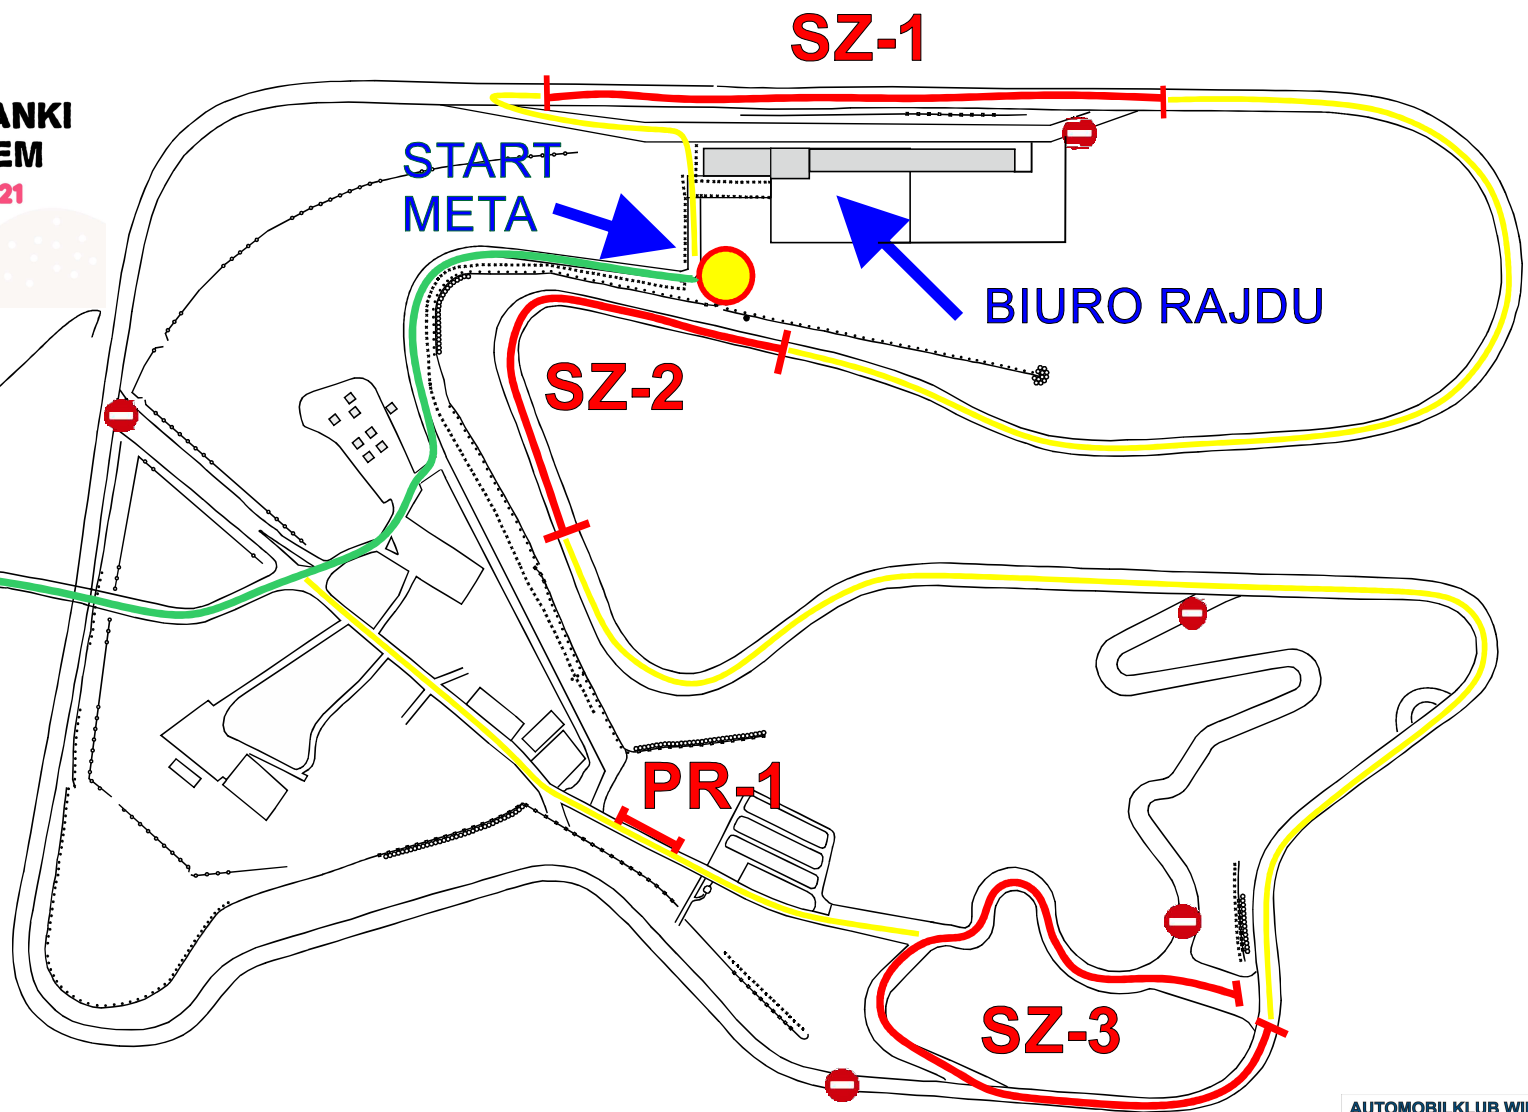 SZ-1
ANKI
EM
21
START
META
BIURO RAJDU
SZ-2
PR-1
SZ-3
AUTOMOBILKLUB WI